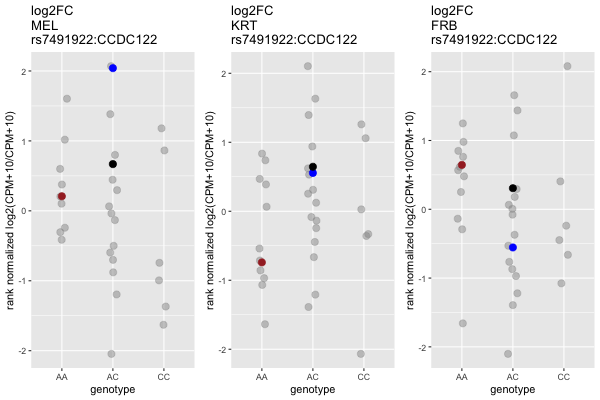 log2FC
MEL
rs7491922:CCDC122
rank normalized log2(CPM+10/CPM+10)
2
1
0
-1
-2
AA
AC
CC
genotype
log2FC
KRT
rs7491922:CCDC122
rank normalized log2(CPM+10/CPM+10)
2
1
0
-1
-2
AA
AC
CC
genotype
log2FC
FRB
rs7491922:CCDC122
rank normalized log2(CPM+10/CPM+10)
2
1
0
-1
-2
AA
AC
CC
genotype